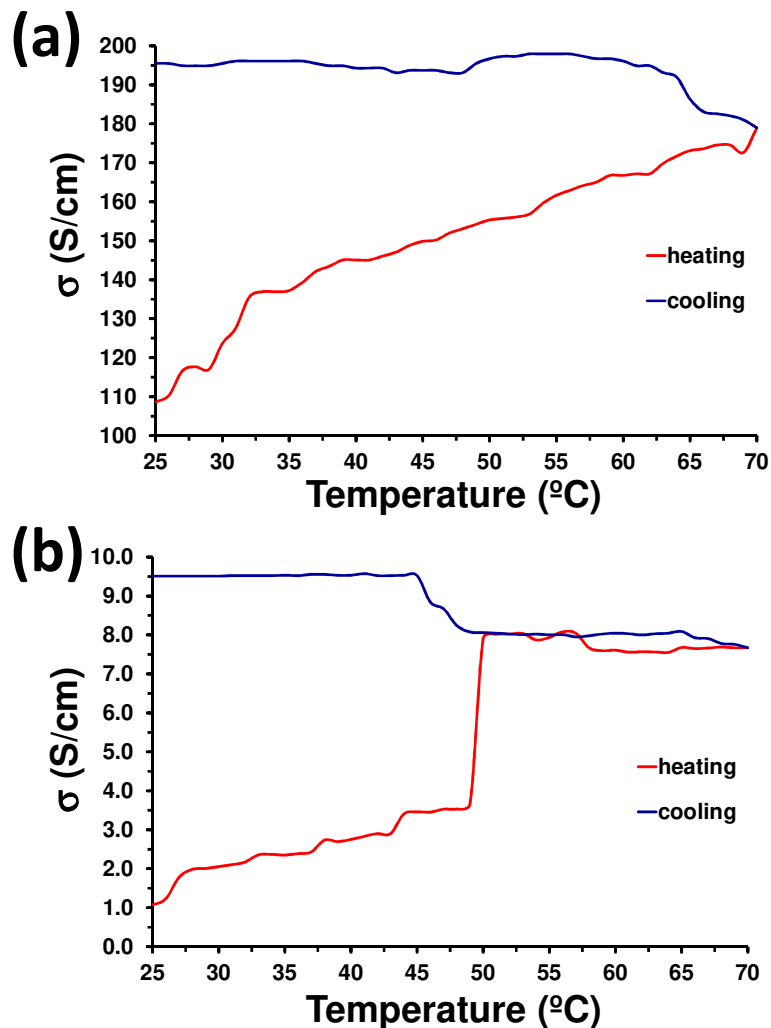 (a)
200
190
180
170
160
150
140
130
120
110
100
σ (S/cm)
heating
cooling
25 30 35 40 45 50 55 60 65 70
Temperature (ºC)
(b)
10.0
9.0
8.0
7.0
6.0
5.0
4.0
3.0
2.0
1.0
0.0
σ (S/cm)
heating
cooling
25 30 35 40 45 50 55 60 65 70
Temperature (ºC)